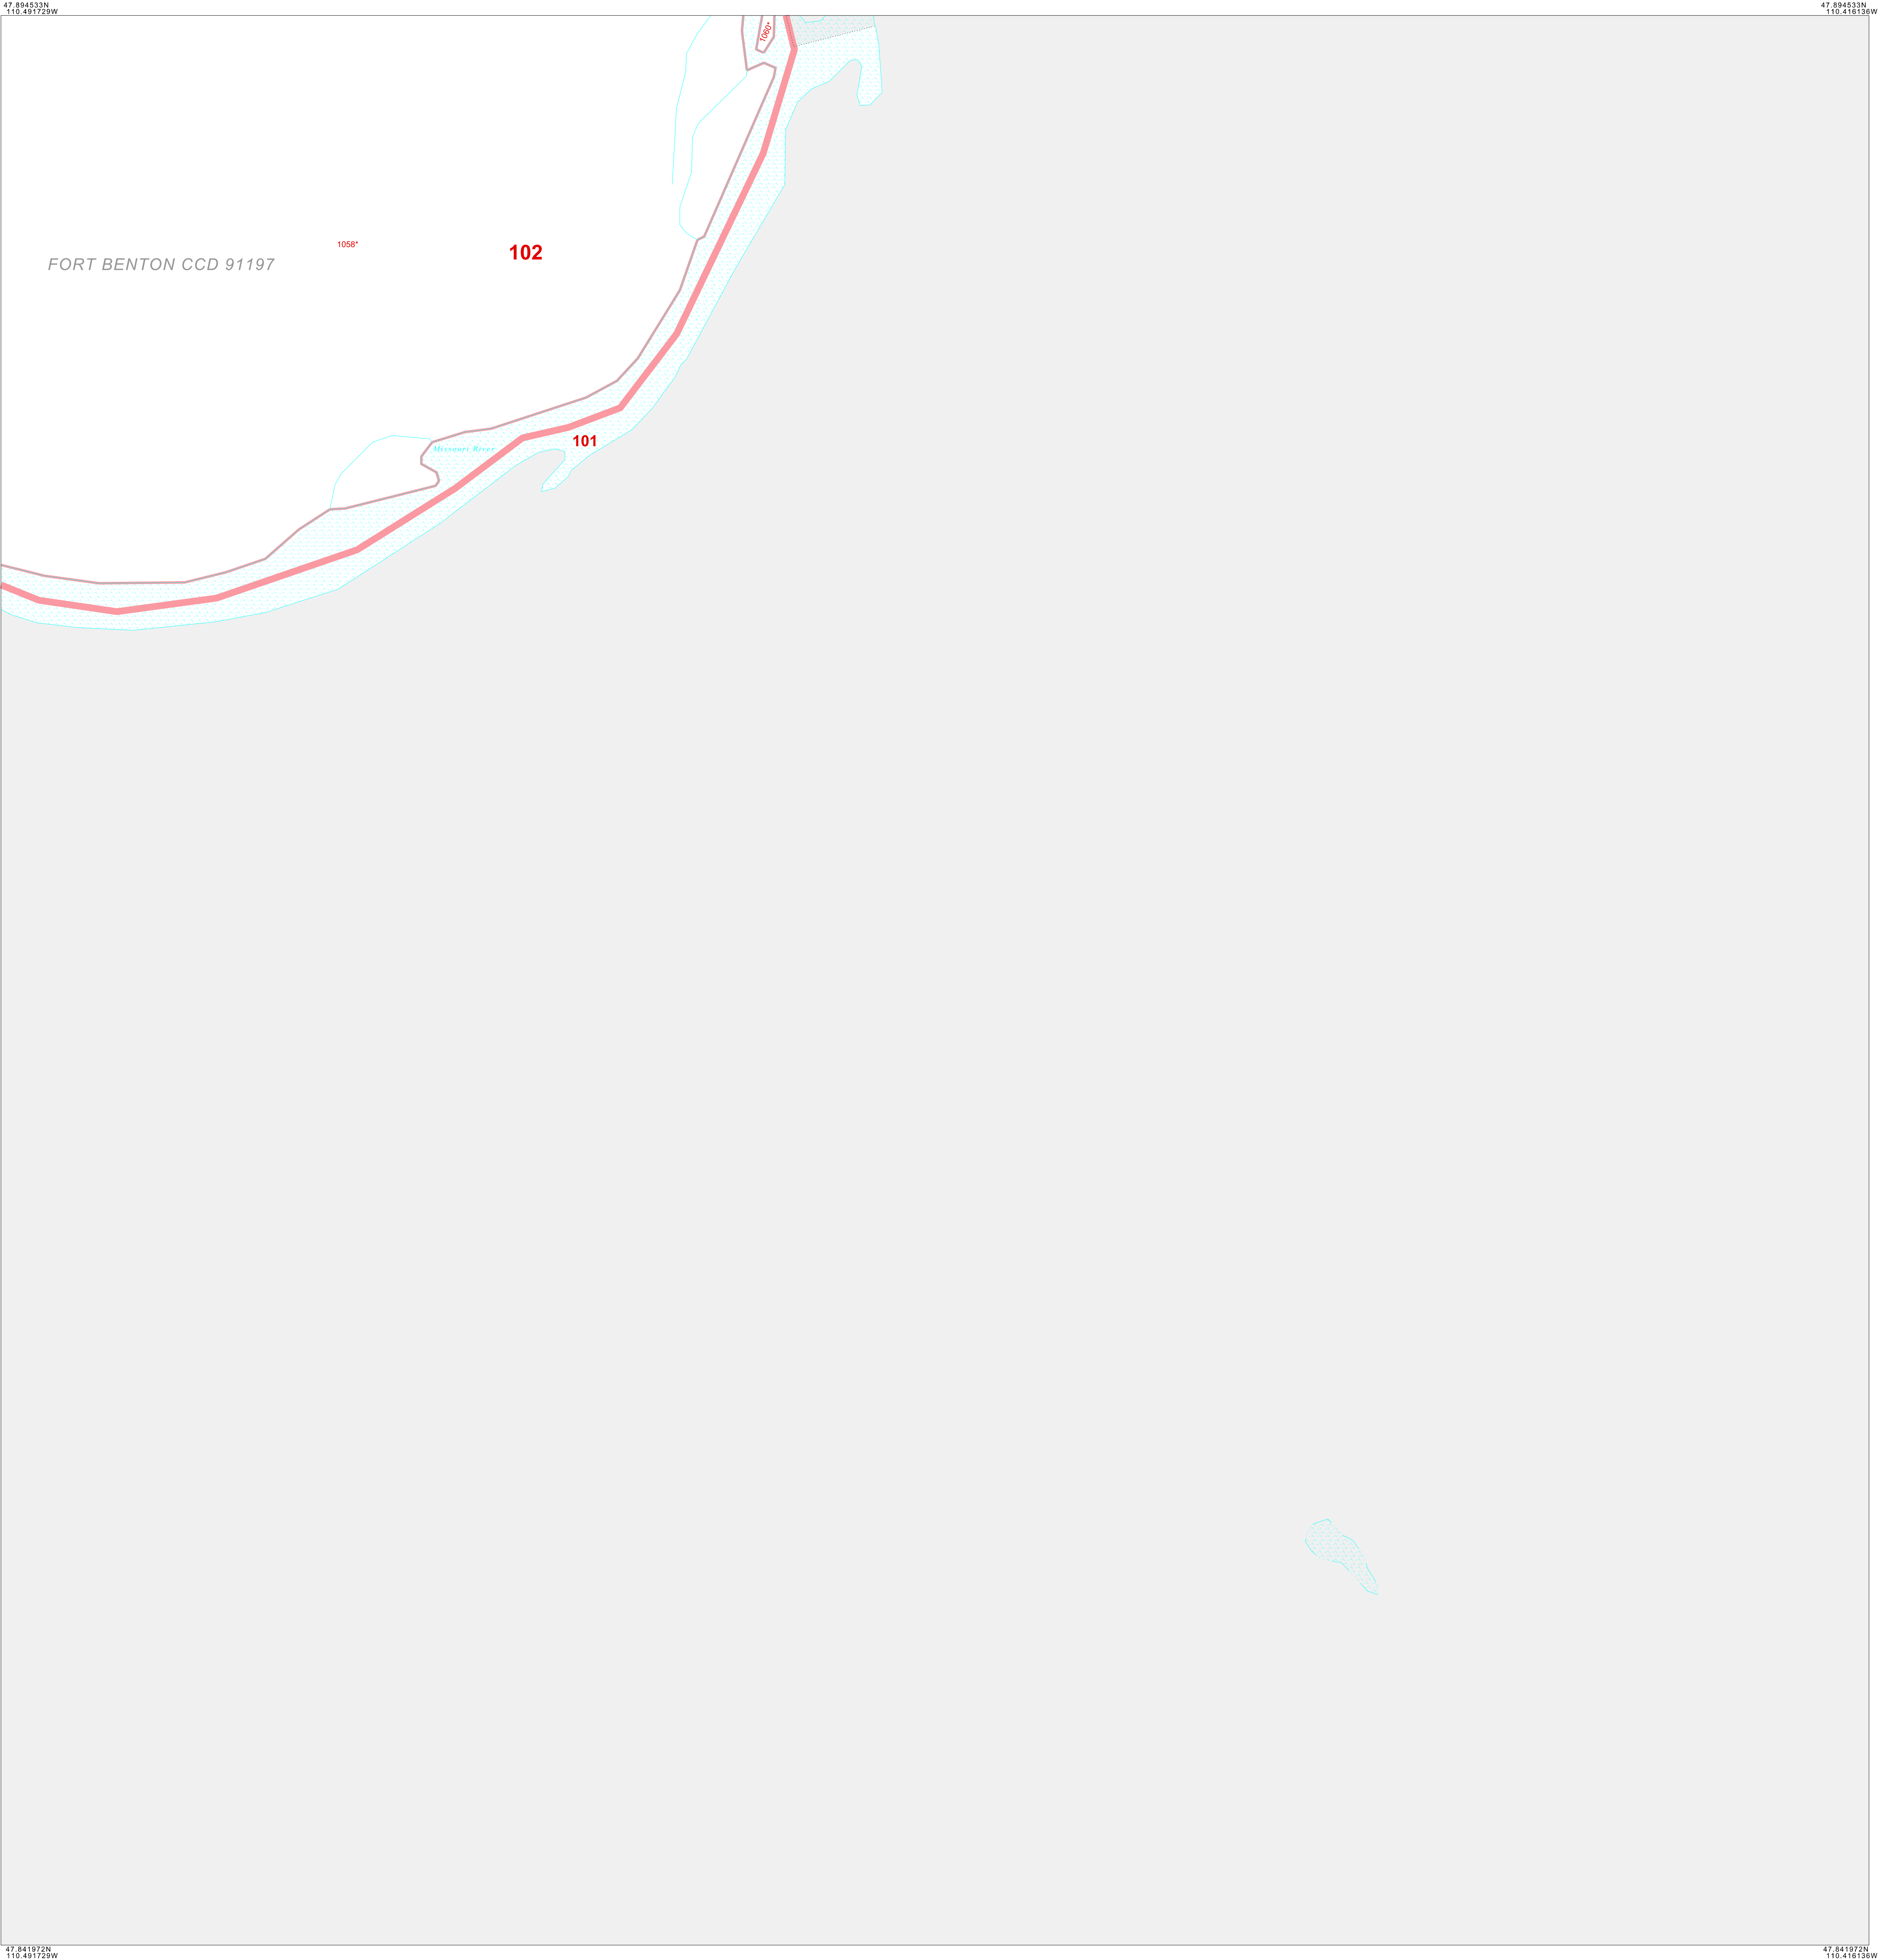 47.894533N
110.491729W
47.894533N
110.416136W
1060*
1058*
102
FORT BENTON CCD 91197
101
Missouri River
47.841972N
110.491729W
47.841972N
110.416136W